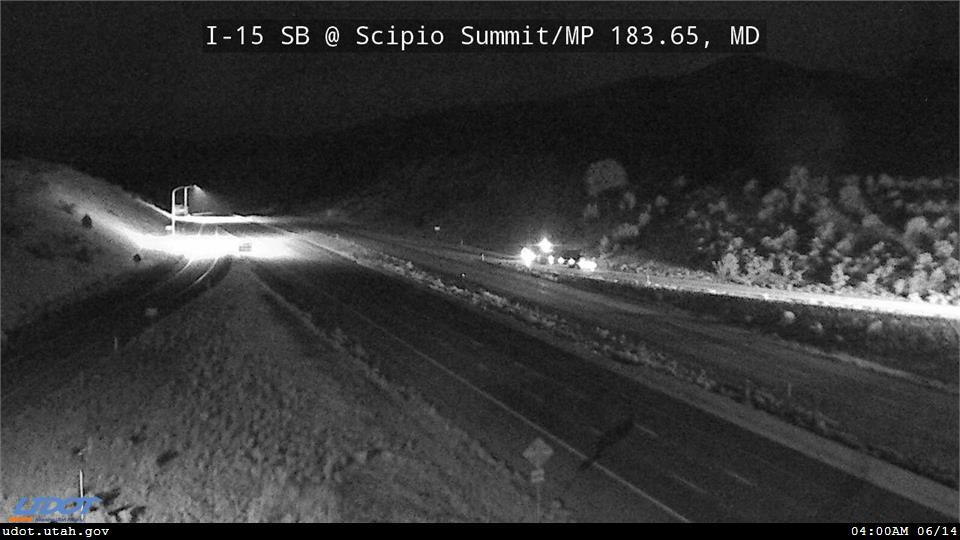 I-15 SB @ Scipio Summit/MP 183.65, MD
UDOT
udot.utah.gov 04:00AM 06/14